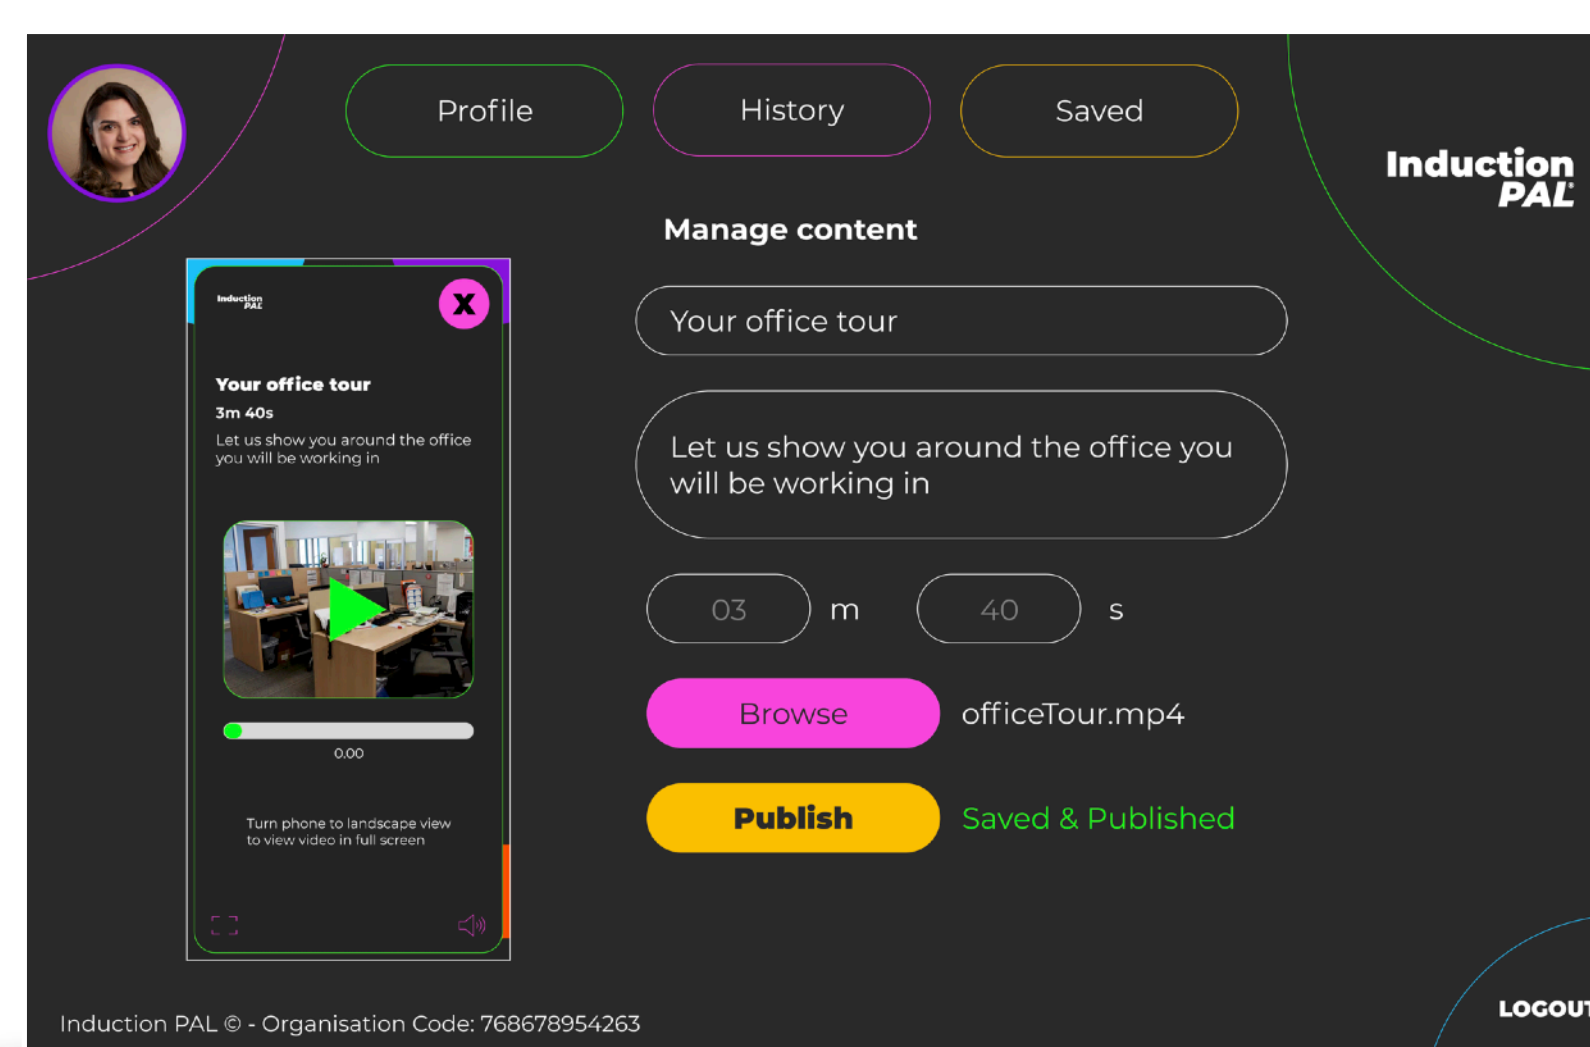 Profile
History
Saved
Induction
PAL®
Manage content
Induction
PAL
X
Your office tour
3m 40s
Let us show you around the office
you will be working in
0.00
Turn phone to landscape view
to view video in full screen
Your office tour
Let us show you around the office you
will be working in
03 m 40 s
Browse officeTour.mp4
Publish Saved & Published
Induction PAL © - Organisation Code: 768678954263
LOGOUT